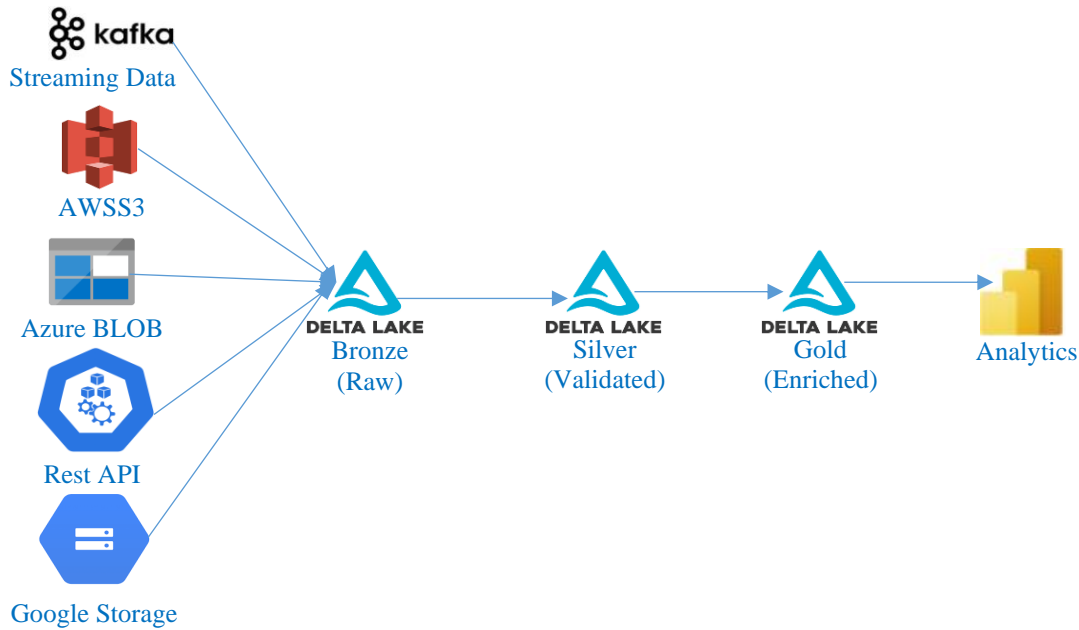 kafka
Streaming Data
AWSS3
Azure BLOB
Rest API
Google Storage
DELTA LAKE
Bronze
(Raw)
DELTA LAKE
Silver
(Validated)
DELTA LAKE
Gold
(Enriched)
Analytics